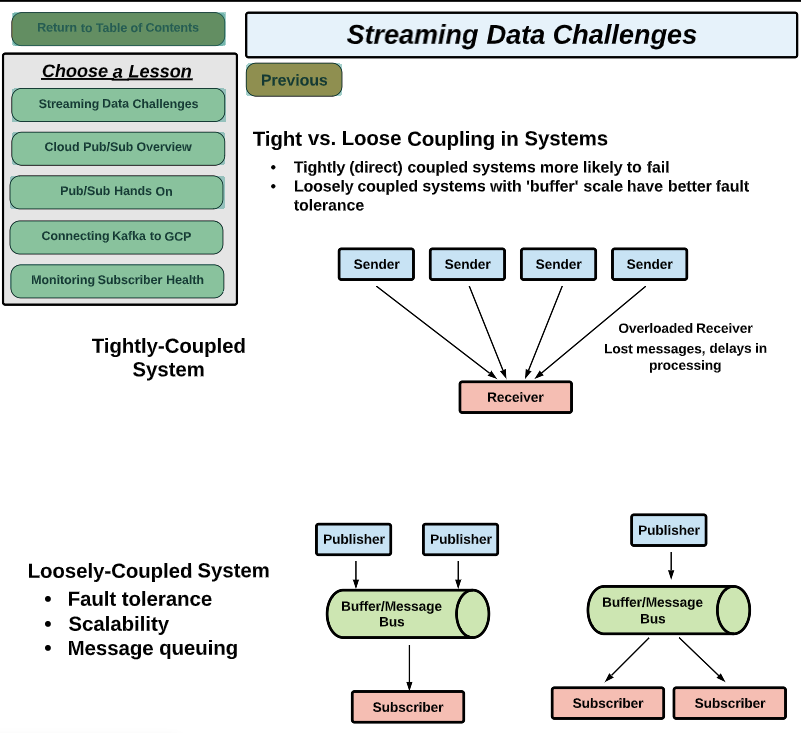 Return to Table of Contents
Streaming Data Challenges
Choose a Lesson
Previous
Streaming Data Challenges
Cloud Pub/Sub Overview
Pub/Sub Hands On
Connecting Kafka to GCP
Monitoring Subscriber Health
Tight vs. Loose Coupling in Systems
• Tightly (direct) coupled systems more likely to fail
• Loosely coupled systems with 'buffer' scale have better fault
tolerance
Sender Sender Sender Sender
Overloaded Receiver
Lost messages, delays in
processing
Tightly-Coupled
System
Receiver
Loosely-Coupled System
• Fault tolerance
• Scalability
• Message queuing
Publisher Publisher
Buffer/Message
Bus
Subscriber
Publisher
Buffer/Message
Bus
Subscriber Subscriber